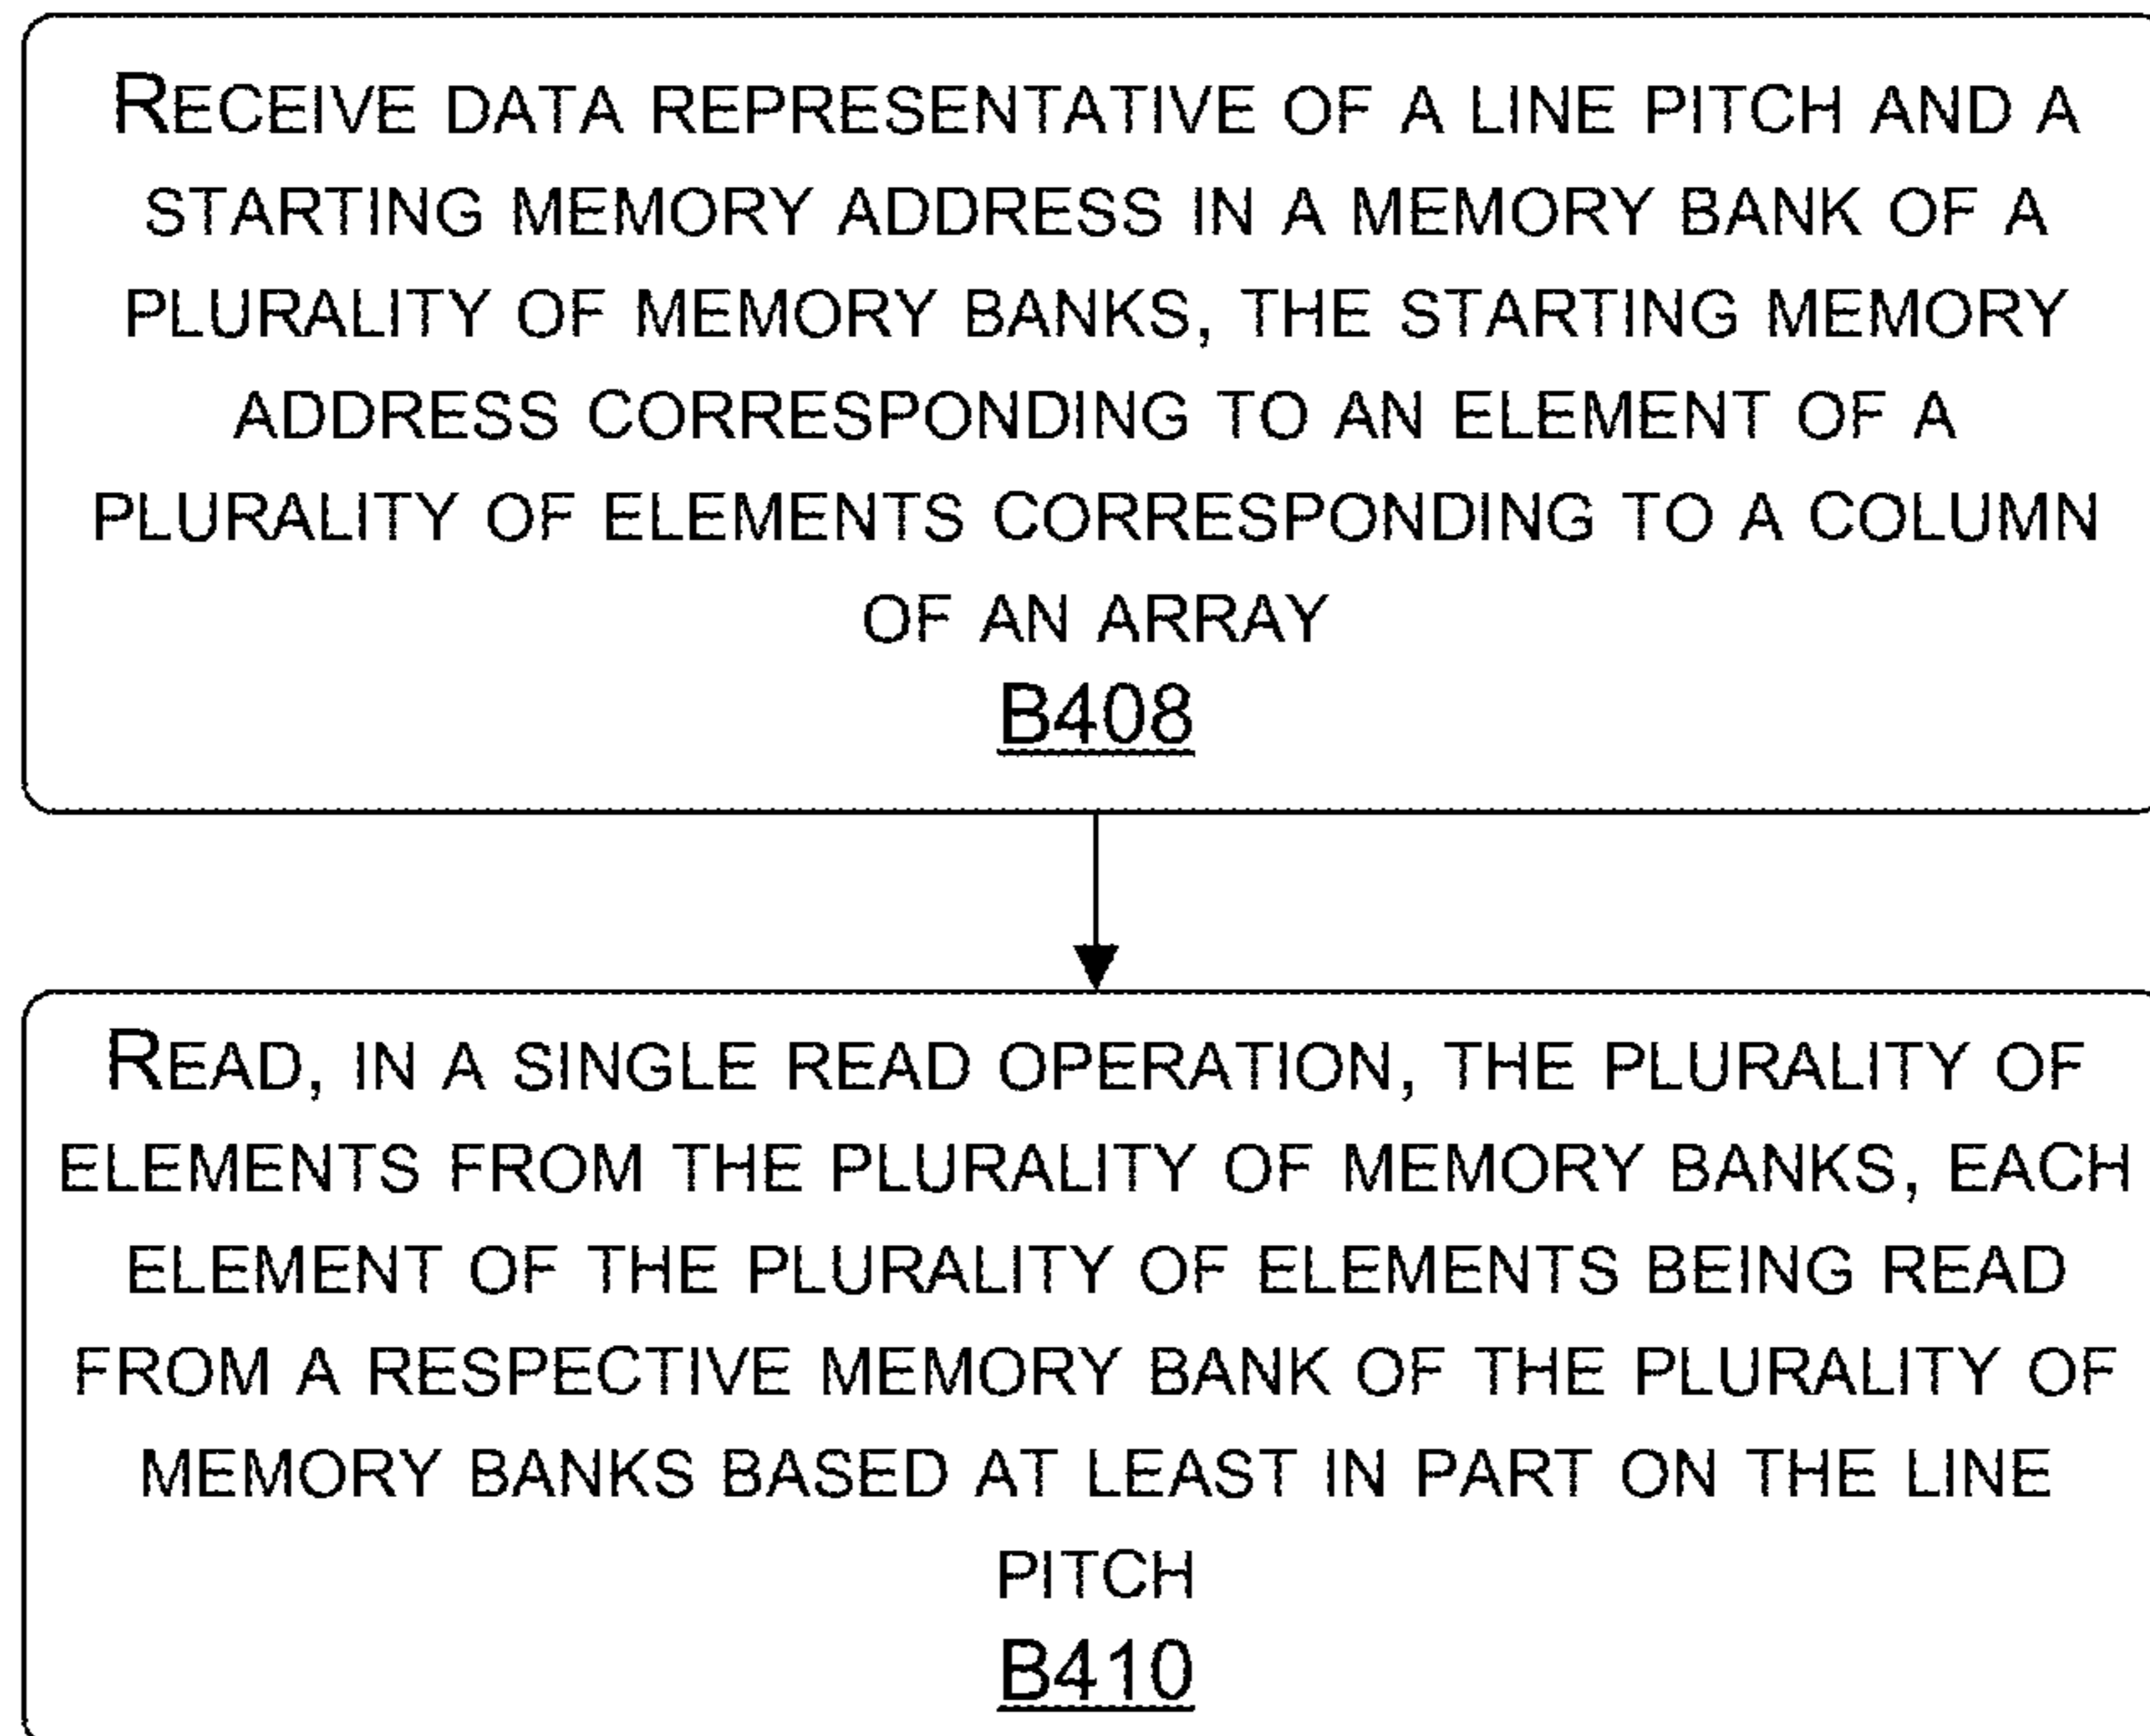 RECEIVE DATA REPRESENTATIVE OF A LINE PITCH AND A
STARTING MEMORY ADDRESS IN A MEMORY BANK OF A
PLURALITY OF MEMORY BANKS, THE STARTING MEMORY
ADDRESS CORRESPONDING TO AN ELEMENT OF A
PLURALITY OF ELEMENTS CORRESPONDING TO A COLUMN
OF AN ARRAY
B408
READ, IN A SINGLE READ OPERATION, THE PLURALITY OF
ELEMENTS FROM THE PLURALITY OF MEMORY BANKS, EACH
ELEMENT OF THE PLURALITY OF ELEMENTS BEING READ
FROM A RESPECTIVE MEMORY BANK OF THE PLURALITY OF
MEMORY BANKS BASED AT LEAST IN PART ON THE LINE
PITCH
B410